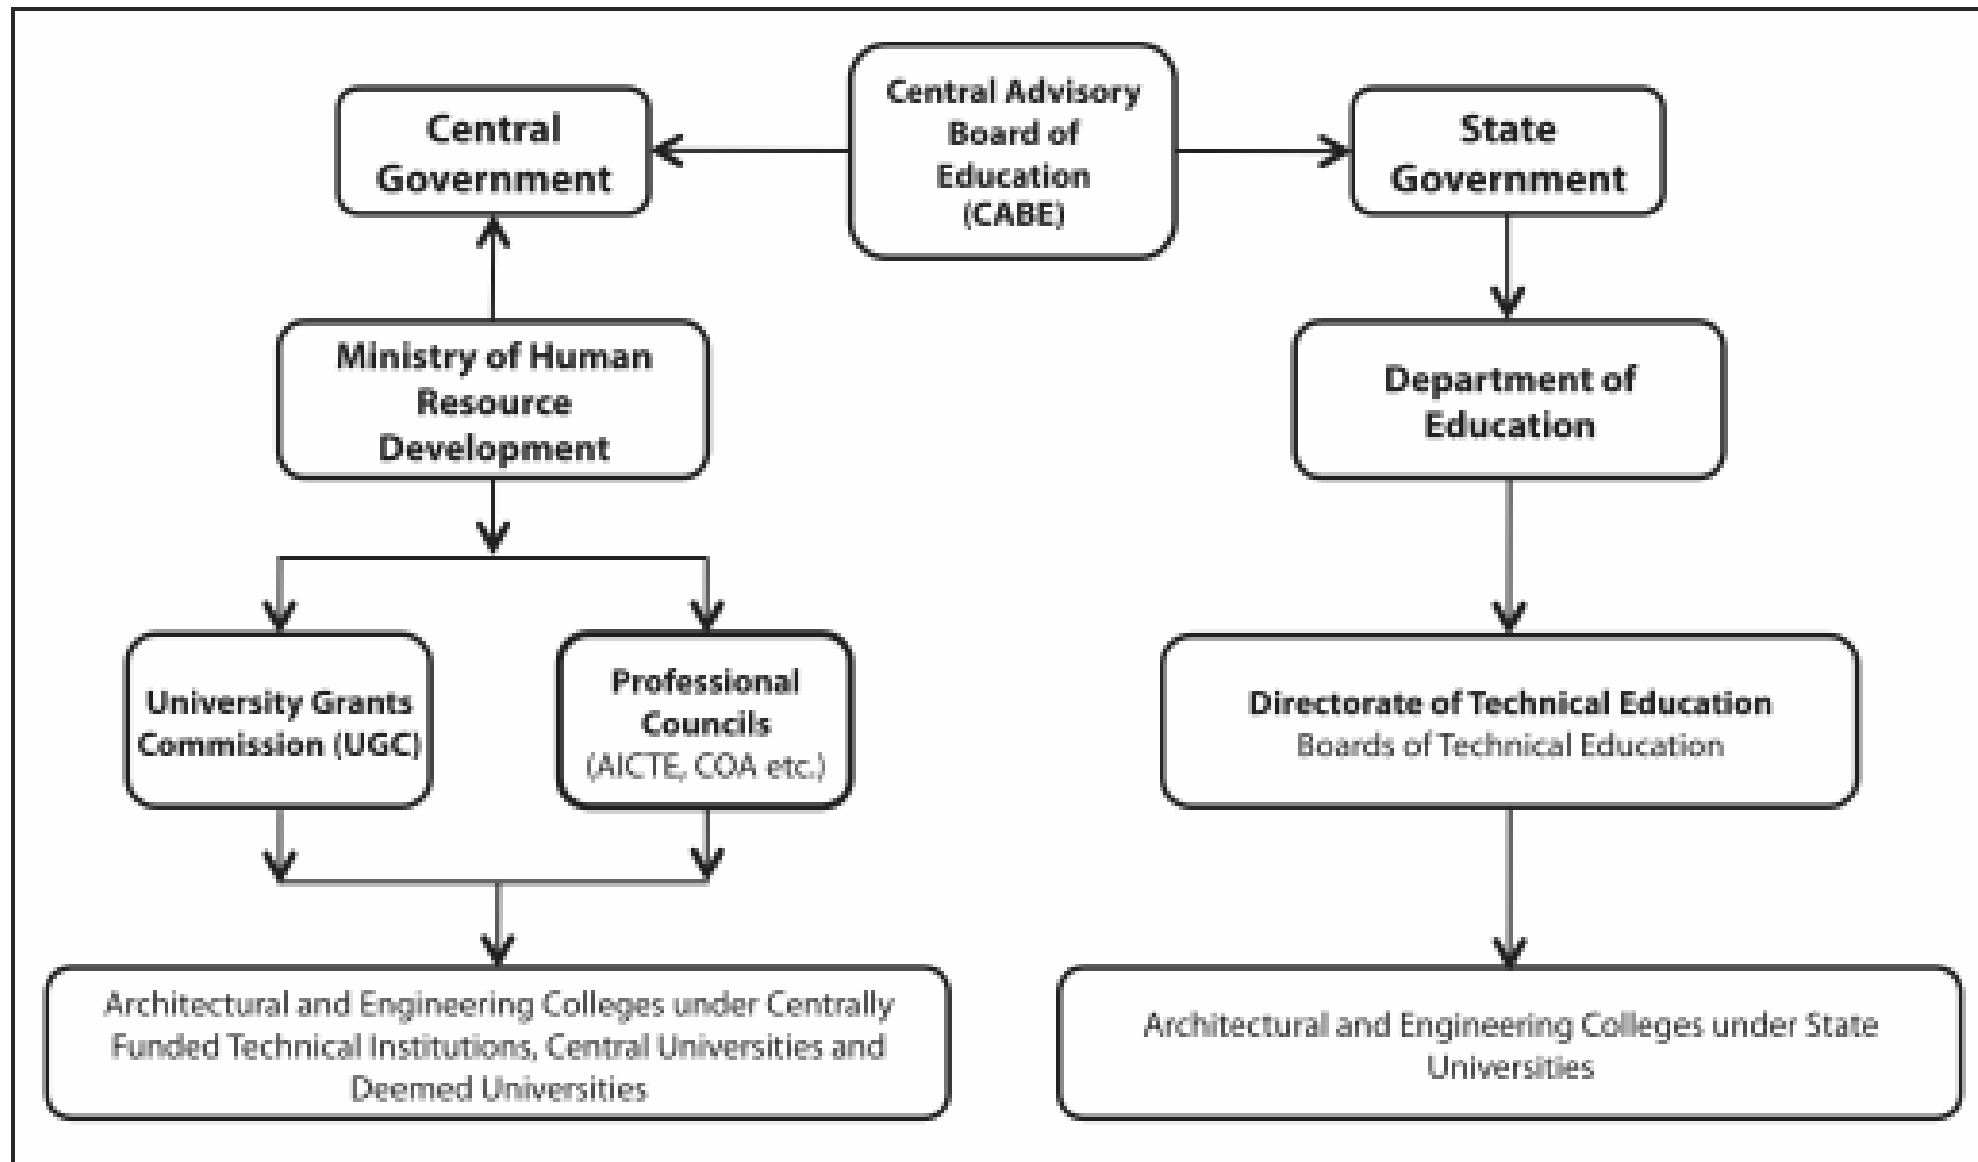 Central Advisory
Board of
Education
(CABE)
Central
Government
State
Government
Ministry of Human
Resource
Development
Department of
Education
University Grants
Commission (UGC)
Professional
Councils
(AICTE, COA etc.)
Directorate of Technical Education
Boards of Technical Education
Architectural and Engineering Colleges under Centrally
Funded Technical Institutions, Central Universities and
Deemed Universities
Architectural and Engineering Colleges under State
Universities